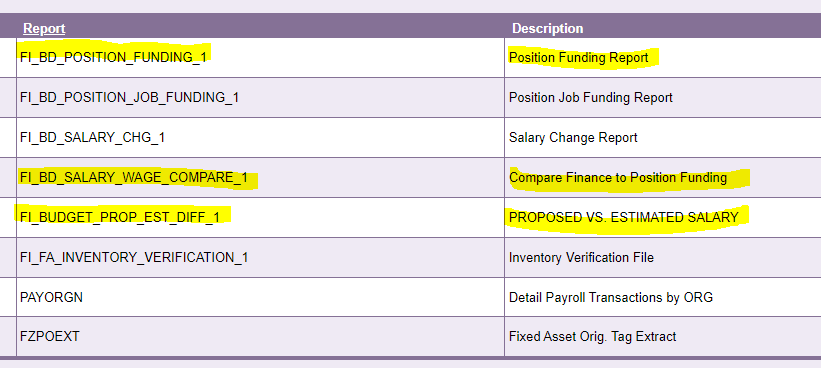 Report Description
FI_BD_POSITION_FUNDING_1 Position Funding Report
FI_BD_POSITION_JOB_FUNDING_1 Position Job Funding Report
FI_BD_SALARY_CHG_1 Salary Change Report
FI_BD_SALARY_WAGE_COMPARE_1 Compare Finance to Position Funding
FI_BUDGET_PROP_EST_DIFF_1 PROPOSED VS. ESTIMATED SALARY
FI_FA_INVENTORY_VERIFICATION_1 Inventory Verification File
PAYORGN Detail Payroll Transactions by ORG
FZPOEXT Fixed Asset Orig. Tag Extract